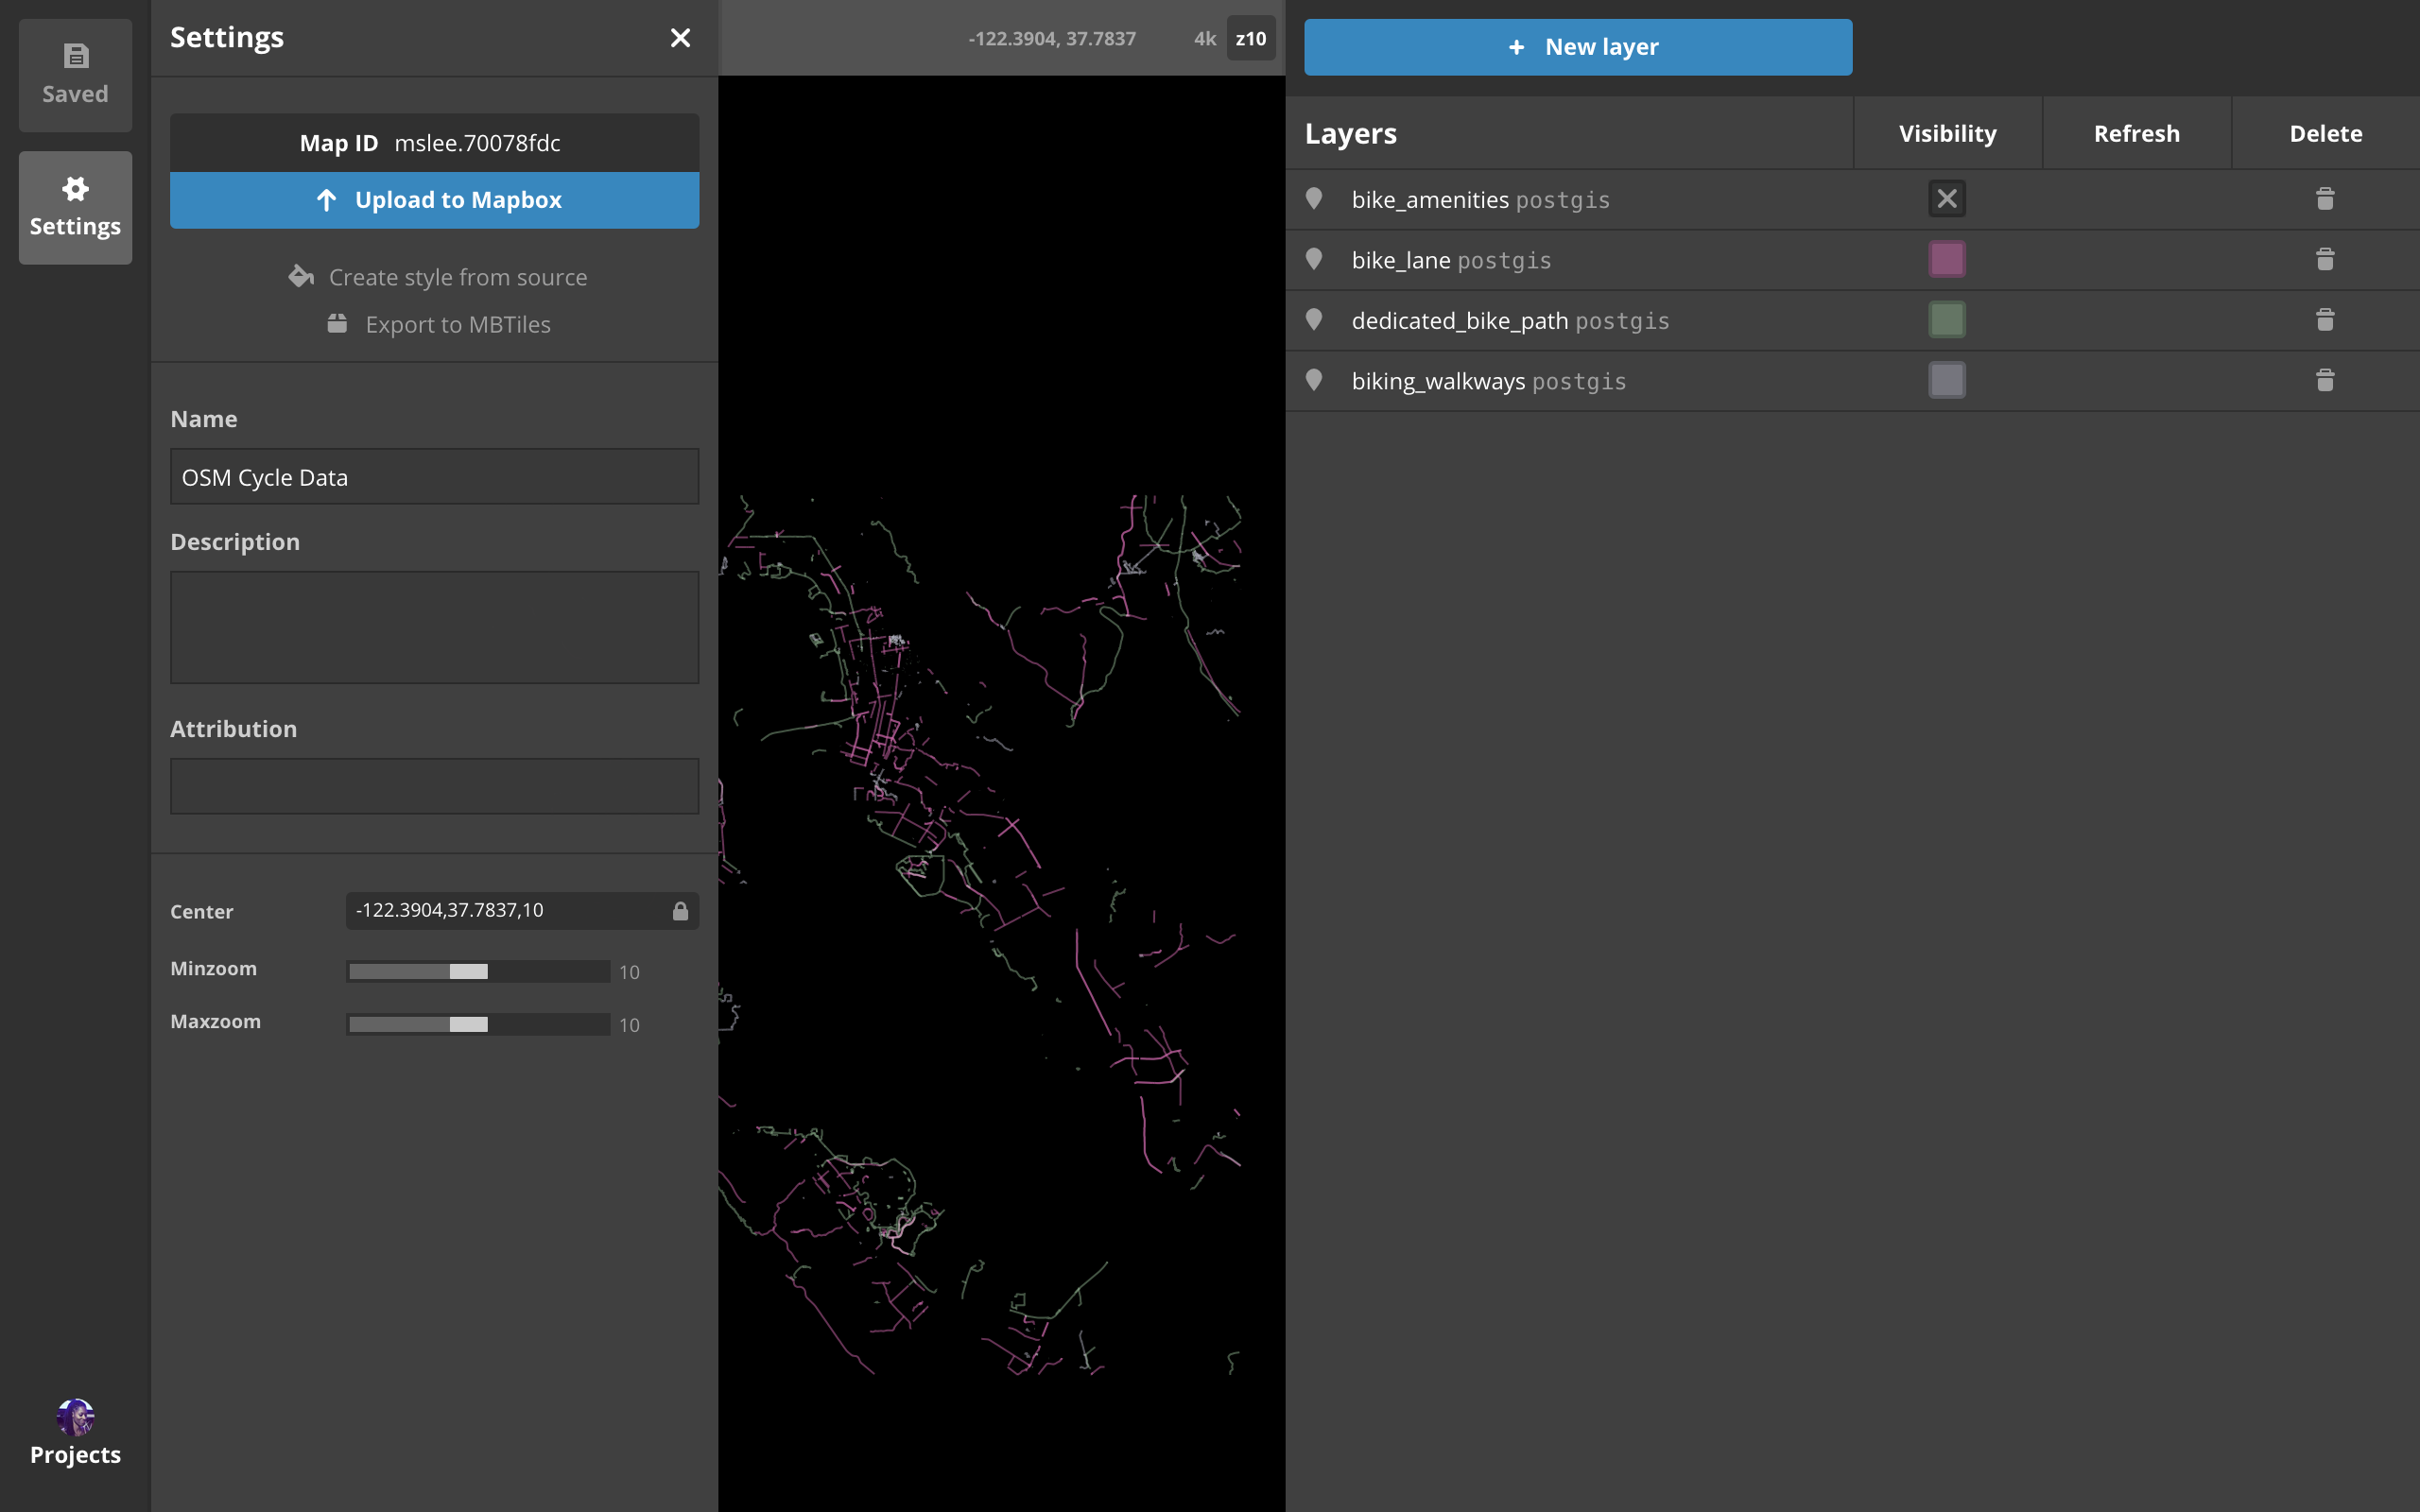 Saved
Settings
Projects
Settings
Map ID mslee.70078fdc
Upload to Mapbox
Create style from source
Export to MBTiles
Name
OSM Cycle Data
Description
Attribution
Center -122.3904,37.7837,10
Minzoom 10
Maxzoom 10
-122.3904, 37.7837 4k z10
+ New layer
Layers Visibility Refresh Delete
bike_amenities postgis
bike_lane postgis
dedicated_bike_path postgis
biking_walkways postgis